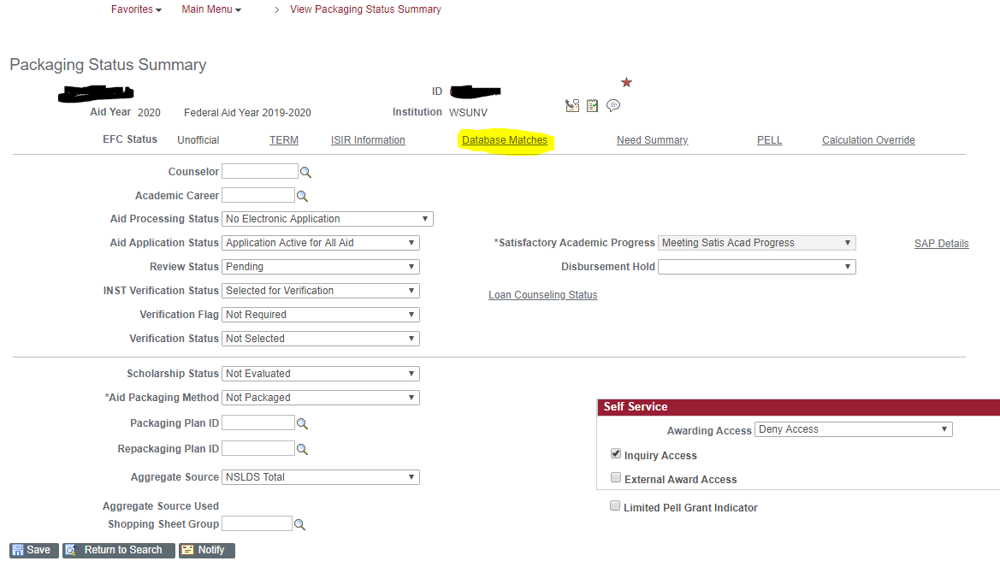 Favorites Main Menu > View Packaging Status Summary
Packaging Status Summary
ID
Aid Year 2020 Federal Aid Year 2019-2020 Institution WSUNV
EFC Status Unofficial TERM ISIR Information Database Matches Need Summary PELL Calculation Override
Counselor
Academic Career
Aid Processing Status No Electronic Application
Aid Application Status Application Active for All Aid *Satisfactory Academic Progress Meeting Satis Acad Progress SAP Details
Review Status Pending Disbursement Hold
INST Verification Status Selected for Verification Loan Counseling Status
Verification Flag Not Required
Verification Status Not Selected
Scholarship Status Not Evaluated
*Aid Packaging Method Not Packaged
Packaging Plan ID
Repackaging Plan ID
Aggregate Source NSLDS Total
Aggregate Source Used
Shopping Sheet Group
Self Service
Awarding Access Deny Access
Inquiry Access
External Award Access
Limited Pell Grant Indicator
Save Return to Search Notify